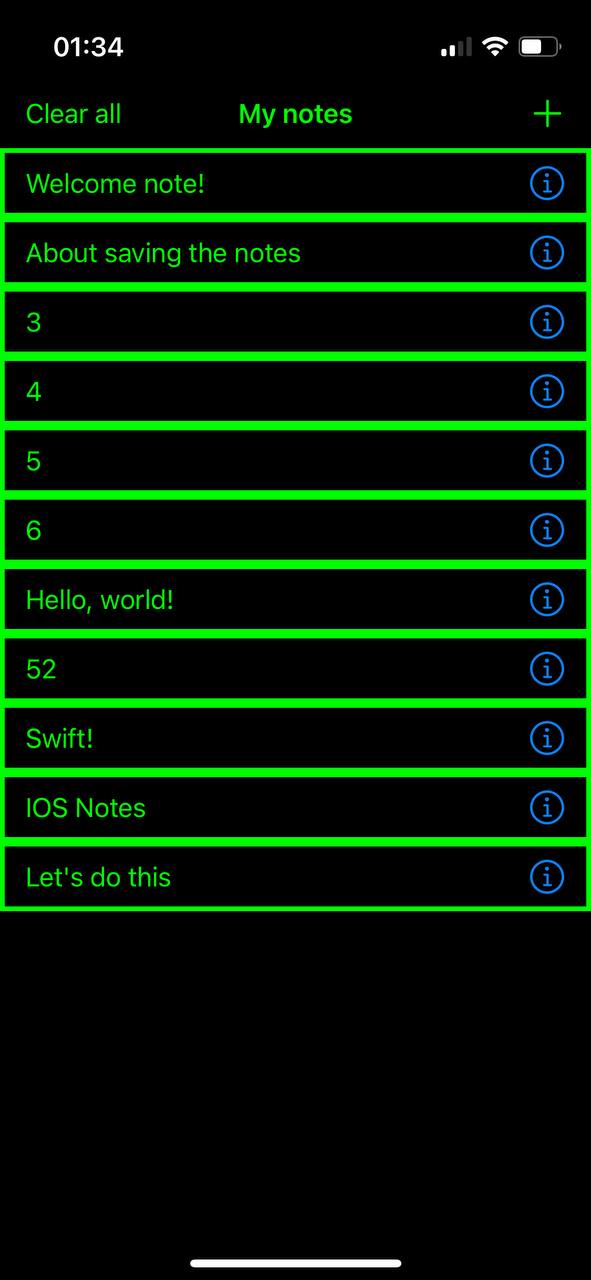 01:34
Clear all My notes +
Welcome note!
About saving the notes
3
4
5
6
Hello, world!
52
Swift!
IOS Notes
Let's do this